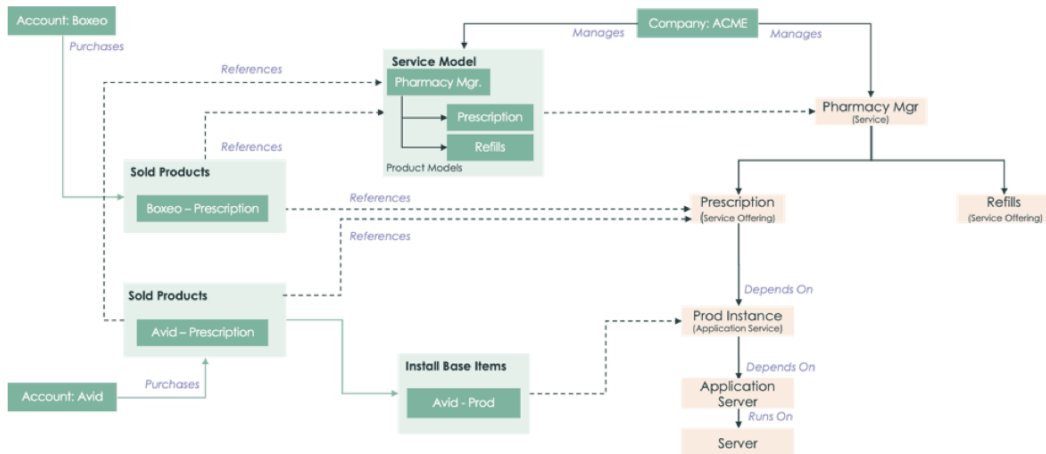 Account: Boxeo
Company: ACME
Purchases
Manages
Manages
References
Service Model
Pharmacy Mgr.
Prescription
Refills
Product Models
Pharmacy Mgr
(Service)
References
Sold Products
Boxeo – Prescription
References
Prescription
(Service Offering)
Refills
(Service Offering)
References
Sold Products
Avid – Prescription
Depends On
Prod Instance
(Application Service)
Purchases
Account: Avid
Install Base Items
Avid - Prod
Depends On
Application
Server
Runs On
Server